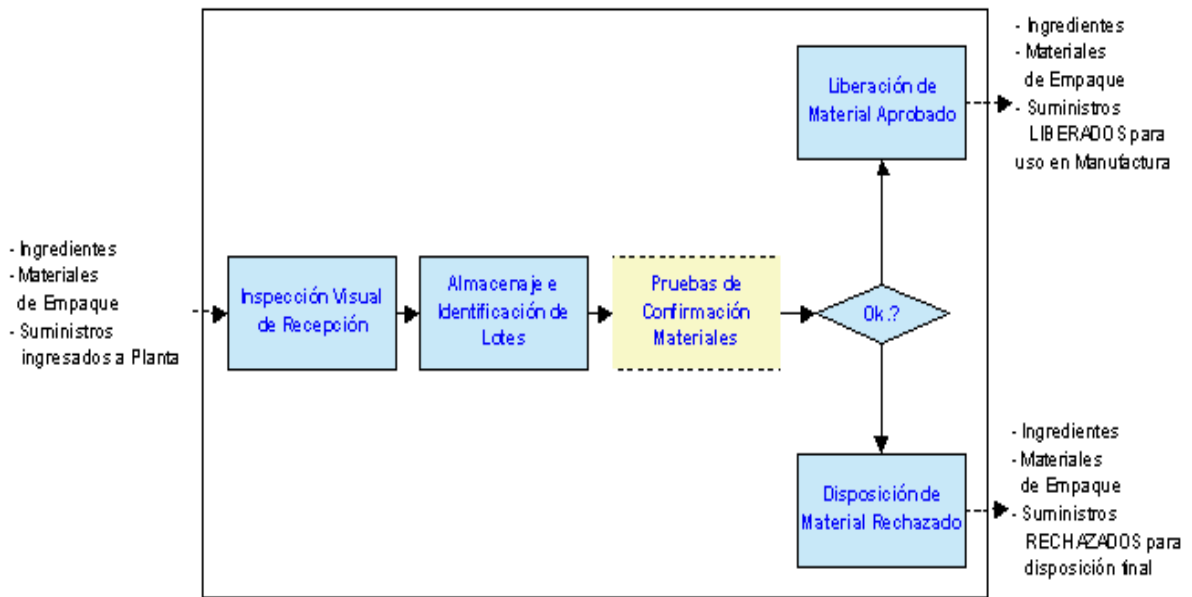 - Ingredientes
- Materiales
de Empaque
- Suministros
ingresados a Planta
Inspección Visual
de Recepción
Almacenaje e
Identificación de
Lotes
Pruebas de
Confirmación
Materiales
Ok.?
Liberación de
Material Aprobado
- Ingredientes
- Materiales
de Empaque
- Suministros
LIBERADOS para
uso en Manufactura
Disposición de
Material Rechazado
- Ingredientes
- Materiales
de Empaque
- Suministros
RECHAZADOS para
disposición final